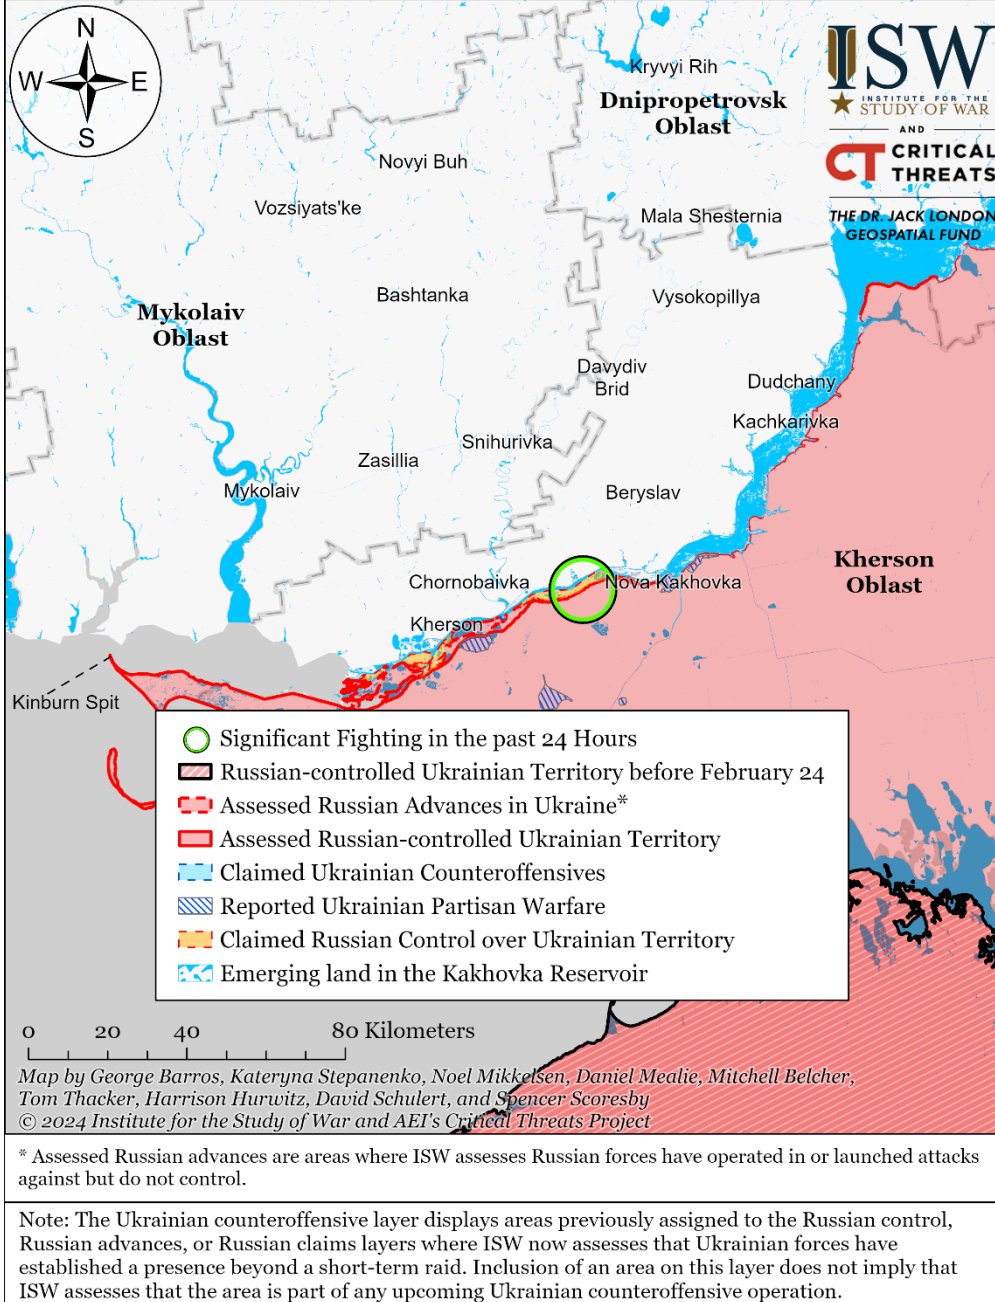 N
W E
S
ISW
INSTITUTE FOR THE
STUDY OF WAR
AND
CT CRITICAL
THREATS
THE DR. JACK LONDON
GEOSPATIAL FUND
Kryvyi Rih
Dnipropetrovsk
Oblast
Novyi Buh
Vozsiyats'ke
Mala Shesternia
Bashtanka
Vysokopillya
Mykolaiv
Oblast
Davydiv
Brid
Dudchany
Kachkarivka
Snihurivka
Zasillia
Mykolaiv
Beryslav
Kherson
Oblast
Chornobaivka
Nova Kakhovka
Kherson
Kinburn Spit
Significant Fighting in the past 24 Hours
Russian-controlled Ukrainian Territory before February 24
Assessed Russian Advances in Ukraine*
Assessed Russian-controlled Ukrainian Territory
Claimed Ukrainian Counteroffensives
Reported Ukrainian Partisan Warfare
Claimed Russian Control over Ukrainian Territory
Emerging land in the Kakhovka Reservoir
0 20 40 80 Kilometers
Map by George Barros, Kateryna Stepanenko, Noel Mikkelsen, Daniel Mealie, Mitchell Belcher,
Tom Thacker, Harrison Hurwitz, David Schulert, and Spencer Scoresby
© 2024 Institute for the Study of War and AEI's Critical Threats Project
* Assessed Russian advances are areas where ISW assesses Russian forces have operated in or launched attacks
against but do not control.
Note: The Ukrainian counteroffensive layer displays areas previously assigned to the Russian control,
Russian advances, or Russian claims layers where ISW now assesses that Ukrainian forces have
established a presence beyond a short-term raid. Inclusion of an area on this layer does not imply that
ISW assesses that the area is part of any upcoming Ukrainian counteroffensive operation.